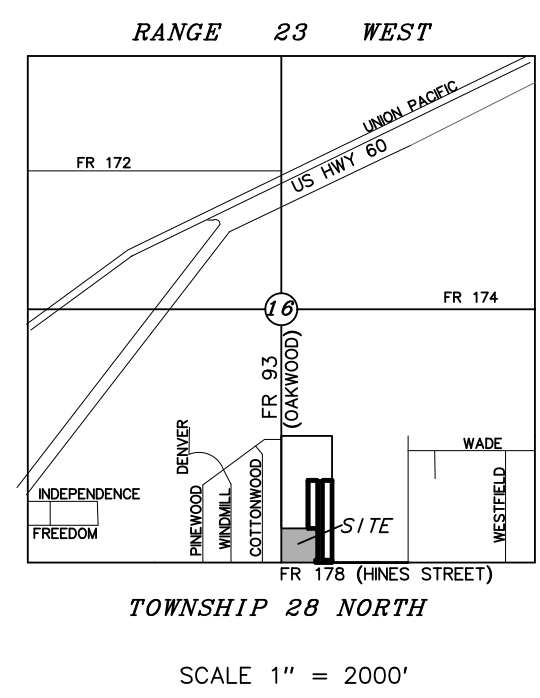 RANGE 23 WEST
UNION PACIFIC
US HWY 60
FR 172
FR 174
16
FR 93
(OAKWOOD)
DENVER
WADE
INDEPENDENCE
PINEWOOD
WINDMILL
COTTONWOOD
WESTFIELD
FREEDOM
SITE
FR 178 (HINES STREET)
TOWNSHIP 28 NORTH
SCALE 1" = 2000'